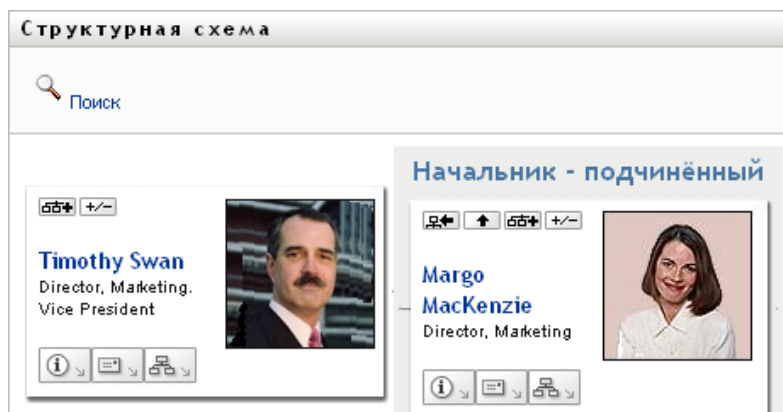 Структурная схема
Поиск
Начальник - подчинённый
Timothy Swan
Director, Marketing.
Vice President
Margo
MacKenzie
Director, Marketing